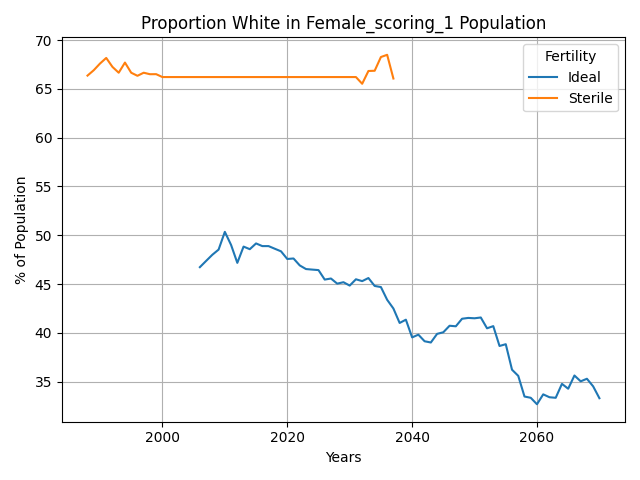 Proportion White in Female_scoring_1 Population
70
65
60
55
50
45
40
35
% of Population
Fertility
Ideal
Sterile
2000
2020
2040
2060
Years